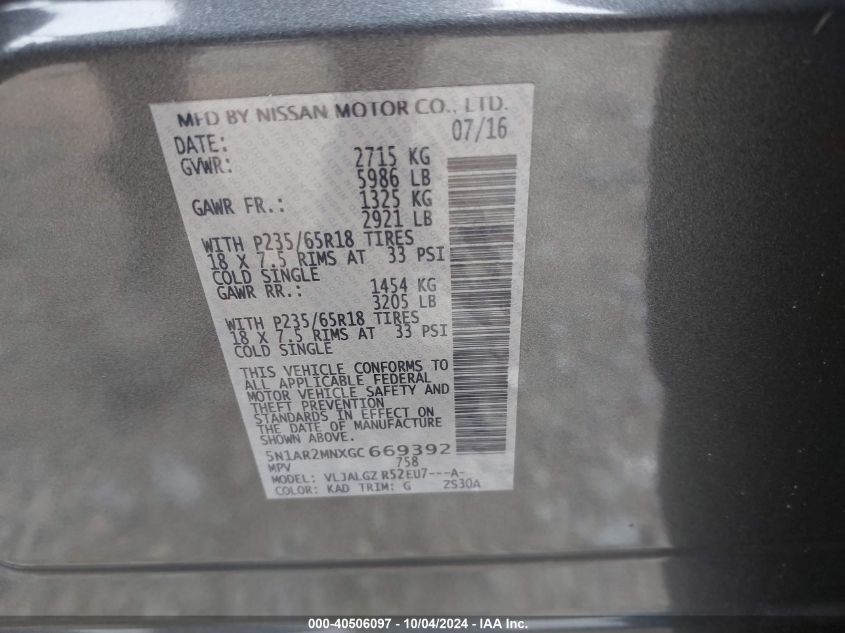 MFD BY NISSAN MOTOR CO., LTD.
DATE: 07/16
GVWR: 2715 KG
5986 LB
GAWR FR.: 1325 KG
2921 LB
WITH P235/65R18 TIRES
18 X 7.5 RIMS AT 33 PSI
COLD SINGLE
GAWR RR.: 1454 KG
3205 LB
WITH P235/65R18 TIRES
18 X 7.5 RIMS AT 33 PSI
COLD SINGLE
THIS VEHICLE CONFORMS TO
ALL APPLICABLE FEDERAL
MOTOR VEHICLE SAFETY AND
THEFT PREVENTION
STANDARDS IN EFFECT ON
THE DATE OF MANUFACTURE
SHOWN ABOVE.
5N1AR2MNXGC 669392
MPV 758
MODEL: VLJALGZ R52EU7---A-
COLOR: KAD TRIM: G ZS30A
000-40506097 - 10/04/2024 - IAA Inc.